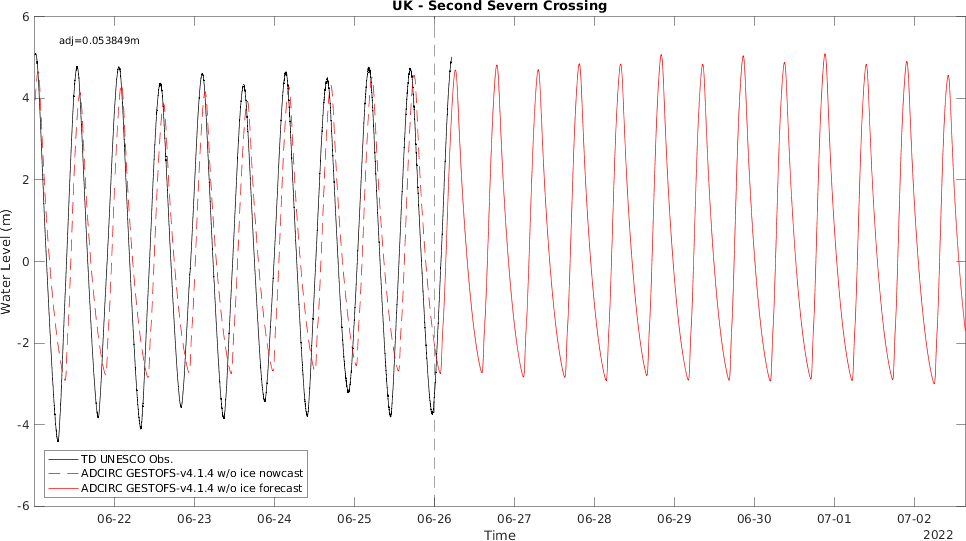 UK - Second Severn Crossing
adj=0.053849m
6
4
2
0
-2
-4
-6
Water Level (m)
TD UNESCO Obs.
ADCIRC GESTOFS-v4.1.4 w/o ice nowcast
ADCIRC GESTOFS-v4.1.4 w/o ice forecast
06-22 06-23 06-24 06-25 06-26 06-27 06-28 06-29 06-30 07-01 07-02
Time
2022